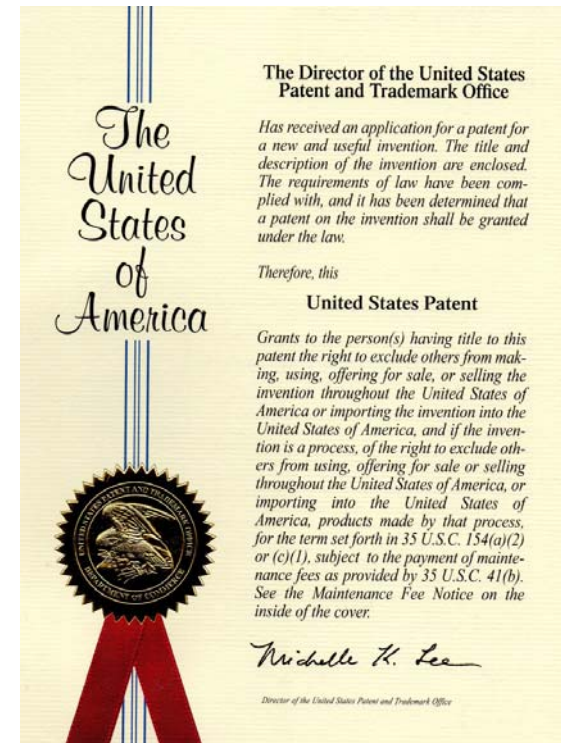 The
United
States
of
America
The Director of the United States
Patent and Trademark Office
Has received an application for a patent for
a new and useful invention. The title and
description of the invention are enclosed.
The requirements of law have been com-
plied with, and it has been determined that
a patent on the invention shall be granted
under the law.
Therefore, this
United States Patent
Grants to the person(s) having title to this
patent the right to exclude others from mak-
ing, using, offering for sale, or selling the
invention throughout the United States of
America or importing the invention into the
United States of America, and if the inven-
tion is a process, of the right to exclude oth-
ers from using, offering for sale or selling
throughout the United States of America, or
importing into the United States of
America, products made by that process,
for the term set forth in 35 U.S.C. 154(a)(2)
or (c)(1), subject to the payment of mainte-
nance fees as provided by 35 U.S.C. 41(b).
See the Maintenance Fee Notice on the
inside of the cover.
Michelle K. Lee
Director of the United States Patent and Trademark Office
UNITED STATES PATENT AND TRADEMARK OFFICE
DEPARTMENT OF COMMERCE